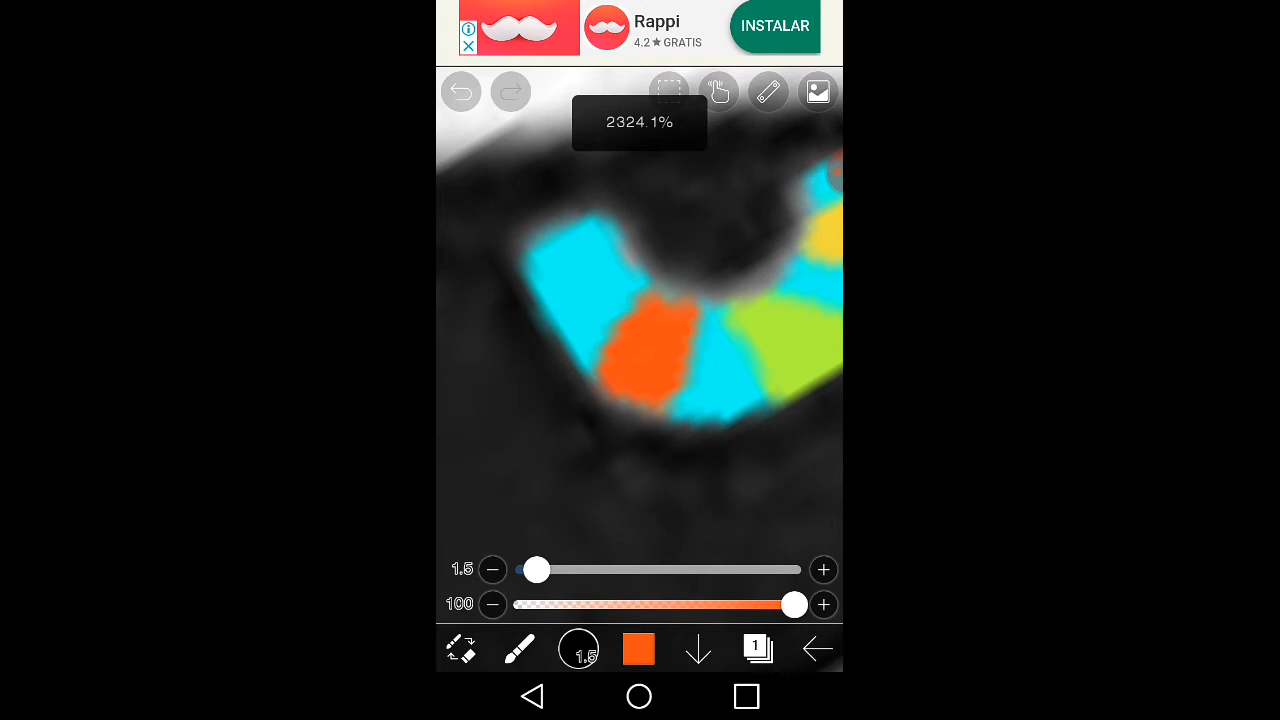 Rappi
INSTALAR
4.2★GRATIS
2324.1%
1.5
100
1.5
1